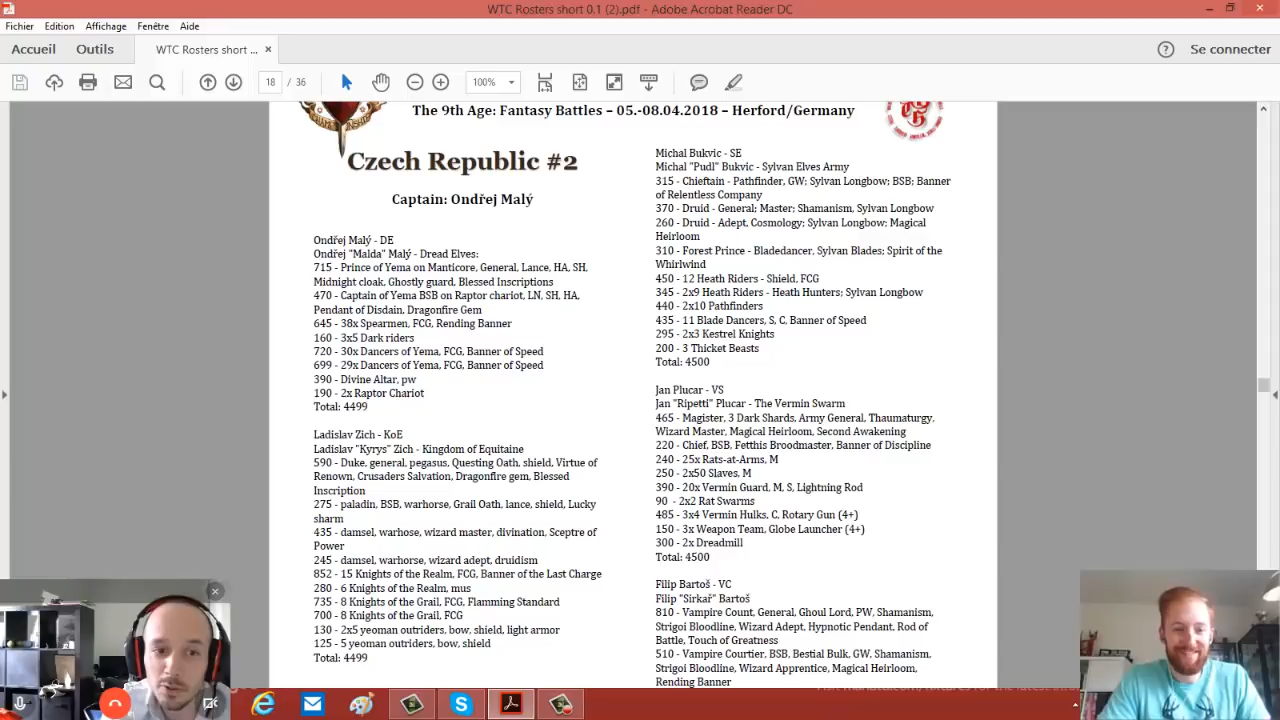 WTC Rosters short 0.1 (2).pdf - Adobe Acrobat Reader DC
Fichier Edition Affichage Fenêtre Aide
Accueil Outils WTC Rosters short ... × Se connecter
18 / 36 100%
The 9th Age: Fantasy Battles – 05.-08.04.2018 – Herford/Germany
Czech Republic #2
Captain: Ondřej Malý
Ondřej Malý - DE
Ondřej "Malda" Malý - Dread Elves:
715 - Prince of Yema on Manticore, General, Lance, HA, SH,
Midnight cloak, Ghostly guard, Blessed Inscriptions
470 - Captain of Yema BSB on Raptor chariot, LN, SH, HA,
Pendant of Disdain, Dragonfire Gem
645 - 38x Spearmen, FCG, Rending Banner
160 - 3x5 Dark riders
720 - 30x Dancers of Yema, FCG, Banner of Speed
699 - 29x Dancers of Yema, FCG, Banner of Speed
390 - Divine Altar, pw
190 - 2x Raptor Chariot
Total: 4499
Ladislav Zich - KoE
Ladislav "Kyrys" Zich - Kingdom of Equitaine
590 - Duke, general, pegasus, Questing Oath, shield, Virtue of
Renown, Crusaders Salvation, Dragonfire gem, Blessed
Inscription
275 - paladin, BSB, warhorse, Grail Oath, lance, shield, Lucky
sharm
435 - damsel, warhose, wizard master, divination, Sceptre of
Power
245 - damsel, warhorse, wizard adept, druidism
852 - 15 Knights of the Realm, FCG, Banner of the Last Charge
280 - 6 Knights of the Realm, mus
735 - 8 Knights of the Grail, FCG, Flamming Standard
700 - 8 Knights of the Grail, FCG
130 - 2x5 yeoman outriders, bow, shield, light armor
125 - 5 yeoman outriders, bow, shield
Total: 4499
Michal Bukvic - SE
Michal "Pudl" Bukvic - Sylvan Elves Army
315 - Chieftain - Pathfinder, GW; Sylvan Longbow; BSB; Banner
of Relentless Company
370 - Druid - General; Master; Shamanism, Sylvan Longbow
260 - Druid - Adept, Cosmology; Sylvan Longbow; Magical
Heirloom
310 - Forest Prince - Bladedancer, Sylvan Blades; Spirit of the
Whirlwind
450 - 12 Heath Riders - Shield, FCG
345 - 2x9 Heath Riders - Heath Hunters; Sylvan Longbow
440 - 2x10 Pathfinders
435 - 11 Blade Dancers, S, C, Banner of Speed
295 - 2x3 Kestrel Knights
200 - 3 Thicket Beasts
Total: 4500
Jan Plucar - VS
Jan "Ripetti" Plucar - The Vermin Swarm
465 - Magister, 3 Dark Shards, Army General, Thaumaturgy,
Wizard Master, Magical Heirloom, Second Awakening
220 - Chief, BSB, Fetthis Broodmaster, Banner of Discipline
240 - 25x Rats-at-Arms, M
250 - 2x50 Slaves, M
390 - 20x Vermin Guard, M, S, Lightning Rod
90 - 2x2 Rat Swarms
485 - 3x4 Vermin Hulks, C, Rotary Gun (4+)
150 - 3x Weapon Team, Globe Launcher (4+)
300 - 2x Dreadmill
Total: 4500
Filip Bartoš - VC
Filip "Sirkař" Bartoš
810 - Vampire Count, General, Ghoul Lord, PW, Shamanism,
Strigoi Bloodline, Wizard Adept, Hypnotic Pendant, Rod of
Battle, Touch of Greatness
510 - Vampire Courtier, BSB, Bestial Bulk, GW, Shamanism,
Strigoi Bloodline, Wizard Apprentice, Magical Heirloom,
Rending Banner